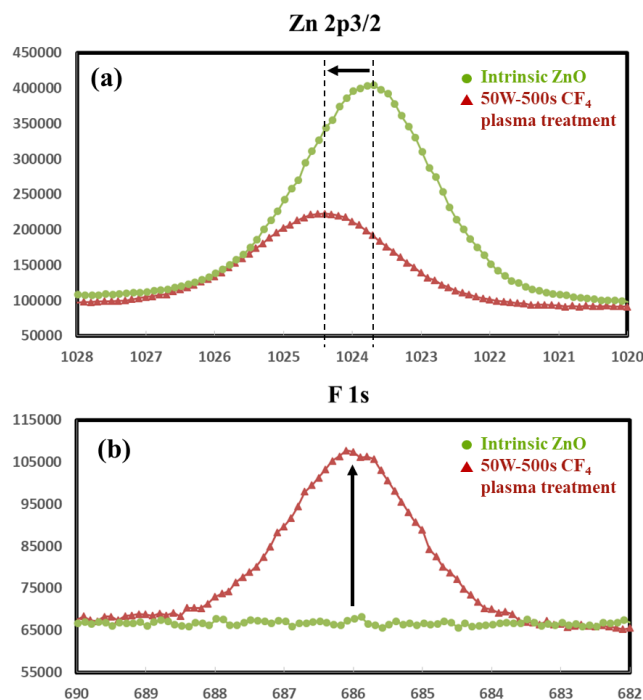 Zn 2p3/2
450000
400000
350000
300000
250000
200000
150000
100000
50000
(a)
Intrinsic ZnO
50W-500s CF4
plasma treatment
1028 1027 1026 1025 1024 1023 1022 1021 1020
F 1s
115000
105000
95000
85000
75000
65000
55000
(b)
Intrinsic ZnO
50W-500s CF4
plasma treatment
690 689 688 687 686 685 684 683 682